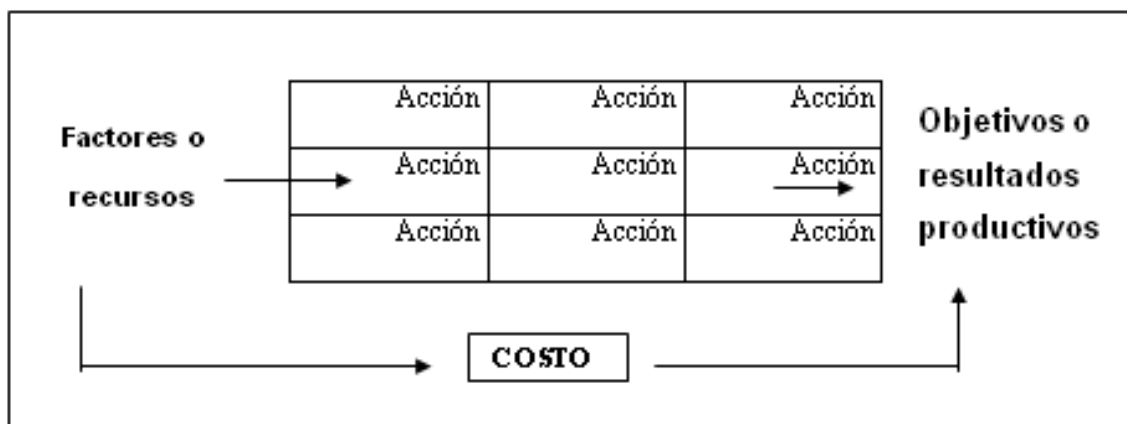 Factores o
recursos
Acción Acción Acción
Acción Acción Acción
Acción Acción Acción
Objetivos o
resultados
productivos
COSTO